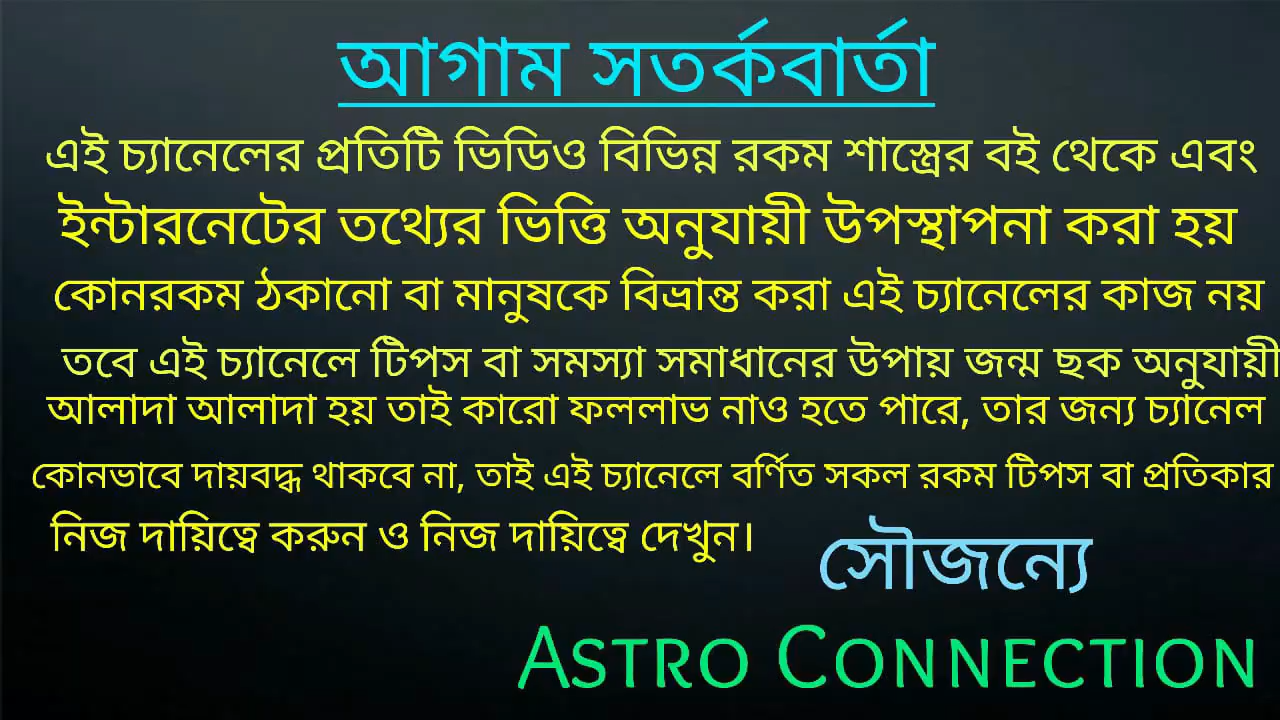 আগাম সতর্কবার্তা
এই চ্যানেলের প্রতিটি ভিডিও বিভিন্ন রকম শাস্ত্রের বই থেকে এবং
ইন্টারনেটের তথ্যের ভিত্তি অনুযায়ী উপস্থাপনা করা হয়
কোনরকম ঠকানো বা মানুষকে বিভ্রান্ত করা এই চ্যানেলের কাজ নয়
তবে এই চ্যানেলে টিপস বা সমস্যা সমাধানের উপায় জন্ম ছক অনুযায়ী
আলাদা আলাদা হয় তাই কারো ফললাভ নাও হতে পারে, তার জন্য চ্যানেল
কোনভাবে দায়বদ্ধ থাকবে না, তাই এই চ্যানেলে বর্ণিত সকল রকম টিপস বা প্রতিকার
নিজ দায়িত্বে করুন ও নিজ দায়িত্বে দেখুন।
সৌজন্যে
ASTRO CONNECTION